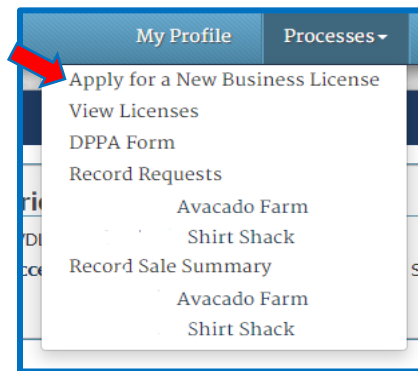 My Profile Processes
Apply for a New Business License
View Licenses
DPPA Form
Record Requests
Avacado Farm
Shirt Shack
Record Sale Summary
Avacado Farm
Shirt Shack